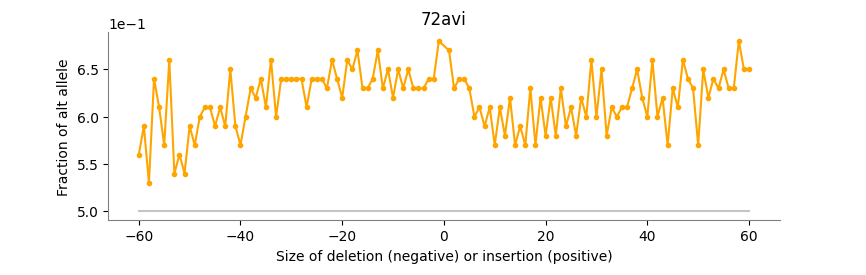 72avi
1e−1
6.5
6.0
5.5
5.0
Fraction of alt allele
−60 −40 −20 0 20 40 60
Size of deletion (negative) or insertion (positive)